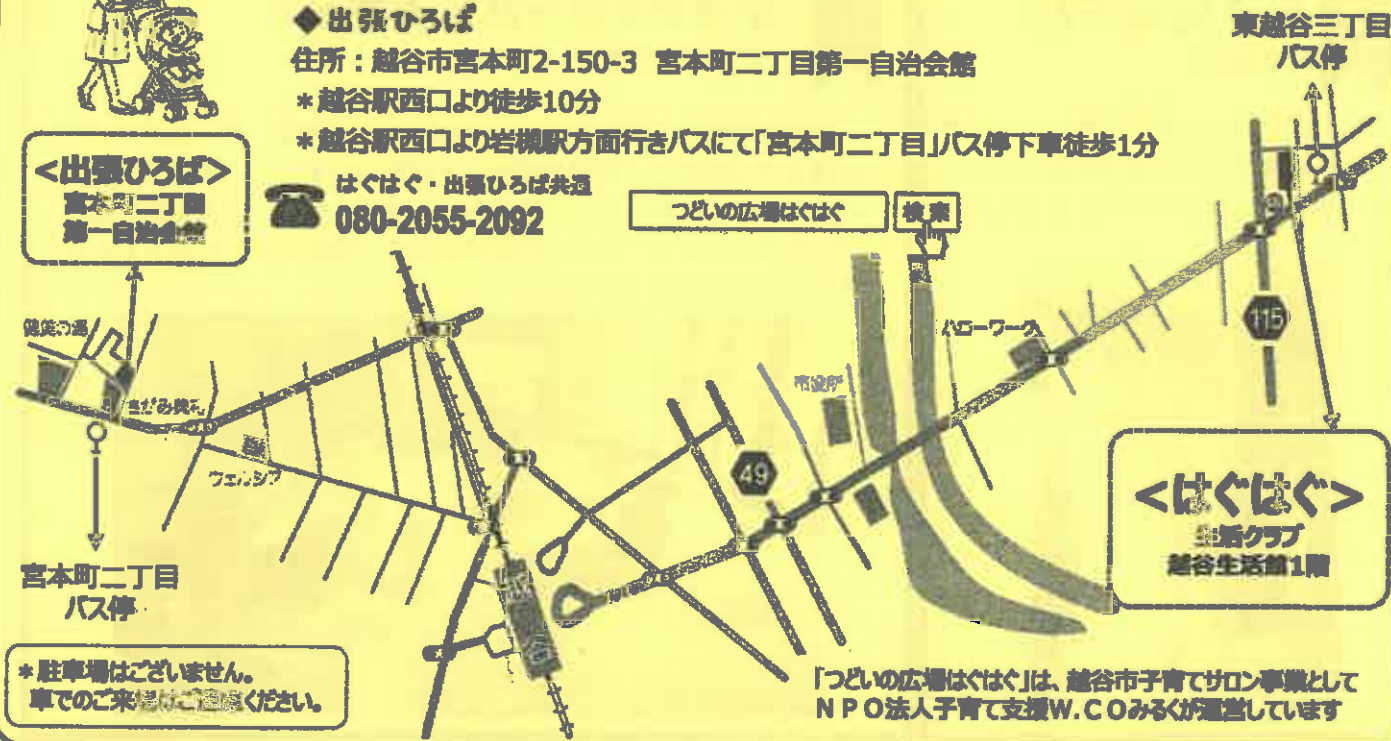 ◆出張ひろば
住所：越谷市宮本町2-150-3 宮本町二丁目第一自治会館
＊越谷駅西口より徒歩10分
＊越谷駅西口より岩槻駅方面行きバスにて「宮本町二丁目」バス停下車徒歩1分
はぐはぐ・出張ひろば共通
080-2055-2092
つどいの広場はぐはぐ 検索
東越谷三丁目
バス停
＜出張ひろば＞
宮本町二丁目
第一自治会館
健美の湯
きがみ典礼
ウェルシア
宮本町二丁目
バス停
49
市役所
ハローワーク
115
＜はぐはぐ＞
生活クラブ
越谷生活館1階
＊駐車場はございません。
車でのご来場はご遠慮ください。
「つどいの広場はぐはぐ」は、越谷市子育てサロン事業として
NPO法人子育て支援W.COみるくが運営しています